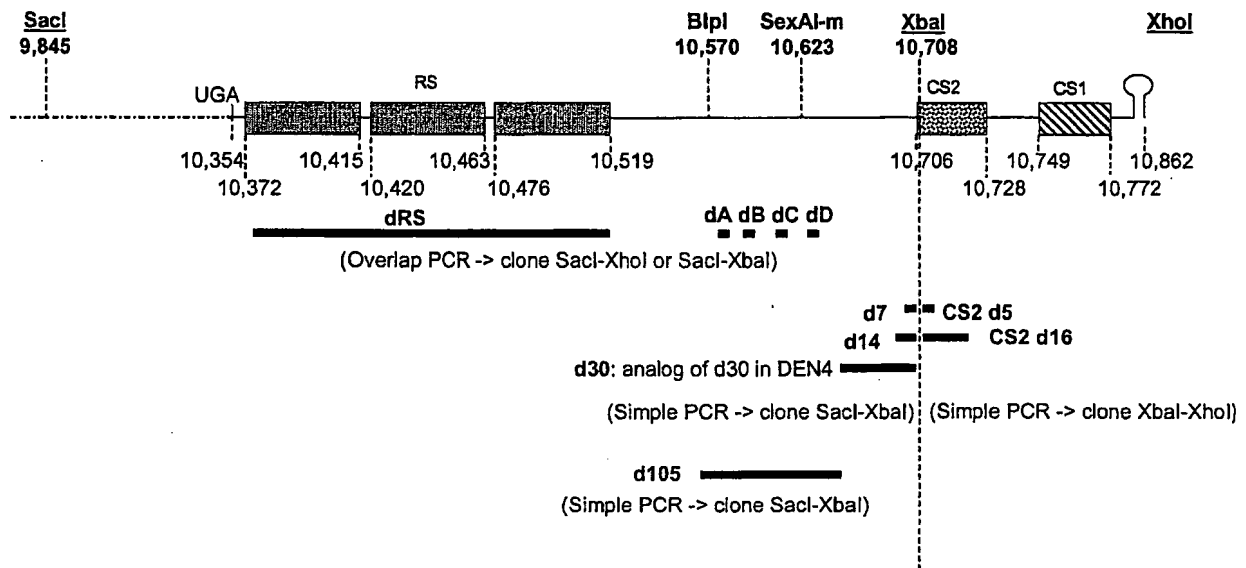 SacI BlpI SexAI-m XbaI XhoI
9,845 10,570 10,623 10,708
UGA RS CS2 CS1
10,354 10,415 10,463 10,519 10,706 10,749 10,862
10,372 10,420 10,476 10,728 10,772
dRS dA dB dC dD
(Overlap PCR -> clone SacI-XhoI or SacI-XbaI)
d7 CS2 d5
d14 CS2 d16
d30: analog of d30 in DEN4
(Simple PCR -> clone SacI-XbaI) (Simple PCR -> clone XbaI-XhoI)
d105
(Simple PCR -> clone SacI-XbaI)